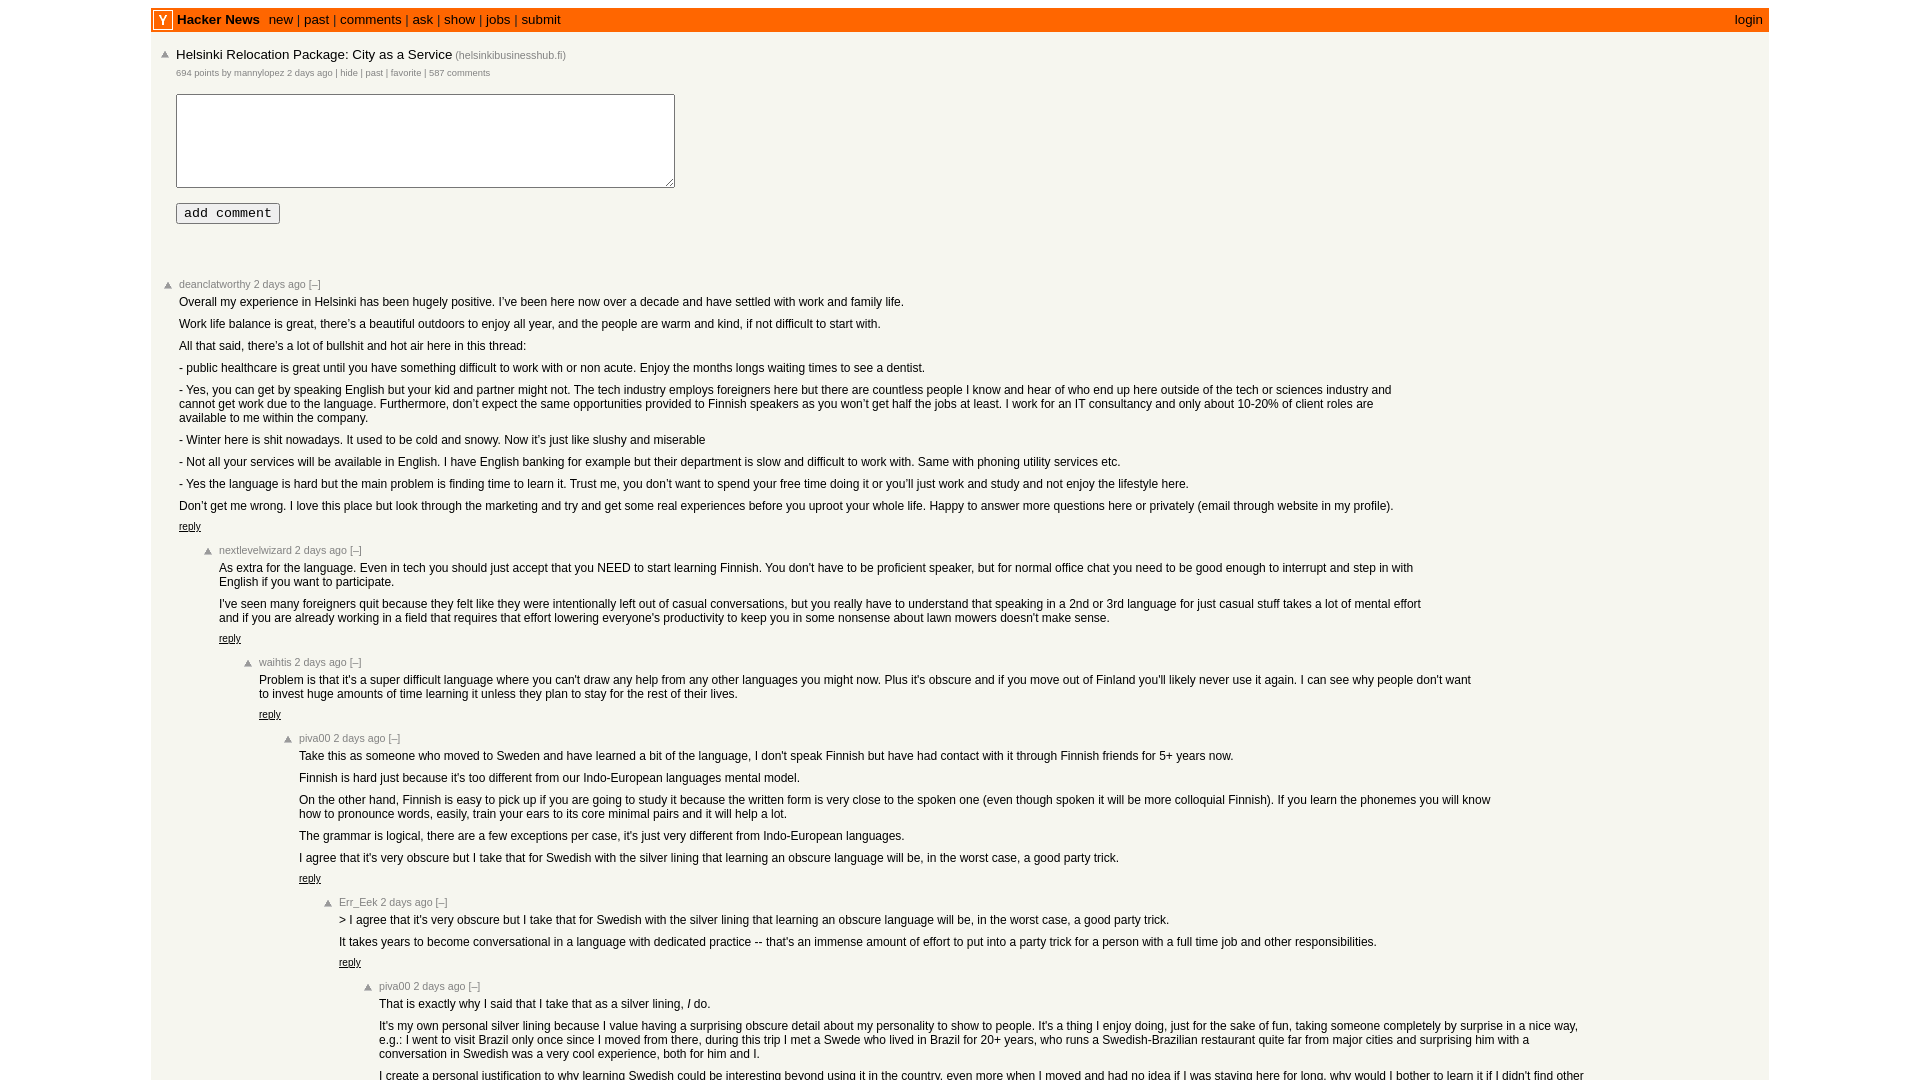 Y Hacker News new | past | comments | ask | show | jobs | submit login
Helsinki Relocation Package: City as a Service (helsinkibusinesshub.fi)
694 points by mannylopez 2 days ago | hide | past | favorite | 587 comments
add comment
deanclatworthy 2 days ago [–]
Overall my experience in Helsinki has been hugely positive. I’ve been here now over a decade and have settled with work and family life.
Work life balance is great, there’s a beautiful outdoors to enjoy all year, and the people are warm and kind, if not difficult to start with.
All that said, there’s a lot of bullshit and hot air here in this thread:
- public healthcare is great until you have something difficult to work with or non acute. Enjoy the months longs waiting times to see a dentist.
- Yes, you can get by speaking English but your kid and partner might not. The tech industry employs foreigners here but there are countless people I know and hear of who end up here outside of the tech or sciences industry and
cannot get work due to the language. Furthermore, don’t expect the same opportunities provided to Finnish speakers as you won’t get half the jobs at least. I work for an IT consultancy and only about 10-20% of client roles are
available to me within the company.
- Winter here is shit nowadays. It used to be cold and snowy. Now it’s just like slushy and miserable
- Not all your services will be available in English. I have English banking for example but their department is slow and difficult to work with. Same with phoning utility services etc.
- Yes the language is hard but the main problem is finding time to learn it. Trust me, you don’t want to spend your free time doing it or you’ll just work and study and not enjoy the lifestyle here.
Don’t get me wrong. I love this place but look through the marketing and try and get some real experiences before you uproot your whole life. Happy to answer more questions here or privately (email through website in my profile).
reply
nextlevelwizard 2 days ago [–]
As extra for the language. Even in tech you should just accept that you NEED to start learning Finnish. You don't have to be proficient speaker, but for normal office chat you need to be good enough to interrupt and step in with
English if you want to participate.
I've seen many foreigners quit because they felt like they were intentionally left out of casual conversations, but you really have to understand that speaking in a 2nd or 3rd language for just casual stuff takes a lot of mental effort
and if you are already working in a field that requires that effort lowering everyone's productivity to keep you in some nonsense about lawn mowers doesn't make sense.
reply
waihtis 2 days ago [–]
Problem is that it's a super difficult language where you can't draw any help from any other languages you might now. Plus it's obscure and if you move out of Finland you'll likely never use it again. I can see why people don't want
to invest huge amounts of time learning it unless they plan to stay for the rest of their lives.
reply
piva00 2 days ago [–]
Take this as someone who moved to Sweden and have learned a bit of the language, I don't speak Finnish but have had contact with it through Finnish friends for 5+ years now.
Finnish is hard just because it's too different from our Indo-European languages mental model.
On the other hand, Finnish is easy to pick up if you are going to study it because the written form is very close to the spoken one (even though spoken it will be more colloquial Finnish). If you learn the phonemes you will know
how to pronounce words, easily, train your ears to its core minimal pairs and it will help a lot.
The grammar is logical, there are a few exceptions per case, it's just very different from Indo-European languages.
I agree that it's very obscure but I take that for Swedish with the silver lining that learning an obscure language will be, in the worst case, a good party trick.
reply
Err_Eek 2 days ago [–]
> I agree that it's very obscure but I take that for Swedish with the silver lining that learning an obscure language will be, in the worst case, a good party trick.
It takes years to become conversational in a language with dedicated practice -- that's an immense amount of effort to put into a party trick for a person with a full time job and other responsibilities.
reply
piva00 2 days ago [–]
That is exactly why I said that I take that as a silver lining, I do.
It's my own personal silver lining because I value having a surprising obscure detail about my personality to show to people. It's a thing I enjoy doing, just for the sake of fun, taking someone completely by surprise in a nice way,
e.g.: I went to visit Brazil only once since I moved from there, during this trip I met a Swede who lived in Brazil for 20+ years, who runs a Swedish-Brazilian restaurant quite far from major cities and surprising him with a
conversation in Swedish was a very cool experience, both for him and I.
I create a personal justification to why learning Swedish could be interesting beyond using it in the country, even more when I moved and had no idea if I was staying here for long, why would I bother to learn it if I didn't find other